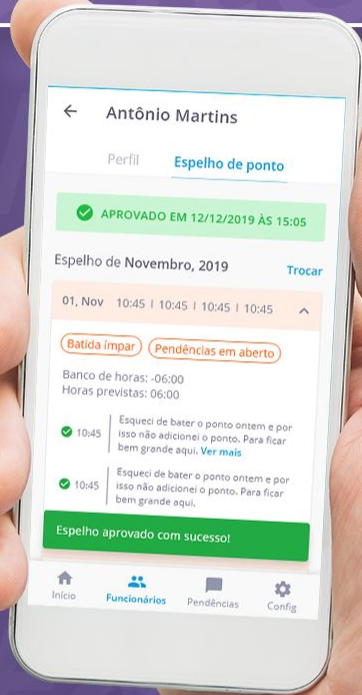 Antônio Martins
Perfil
Espelho de ponto
APROVADO EM 12/12/2019 ÀS 15:05
Espelho de Novembro, 2019
Trocar
01, Nov 10:45 | 10:45 | 10:45 | 10:45
Batida ímpar
Pendências em aberto
Banco de horas: -06:00
Horas previstas: 06:00
10:45
Esqueci de bater o ponto ontem e por
isso não adicionei o ponto. Para ficar
bem grande aqui. Ver mais
10:45
Esqueci de bater o ponto ontem e por
isso não adicionei o ponto. Para ficar
bem grande aqui.
Espelho aprovado com sucesso!
Início
Funcionários
Pendências
Config